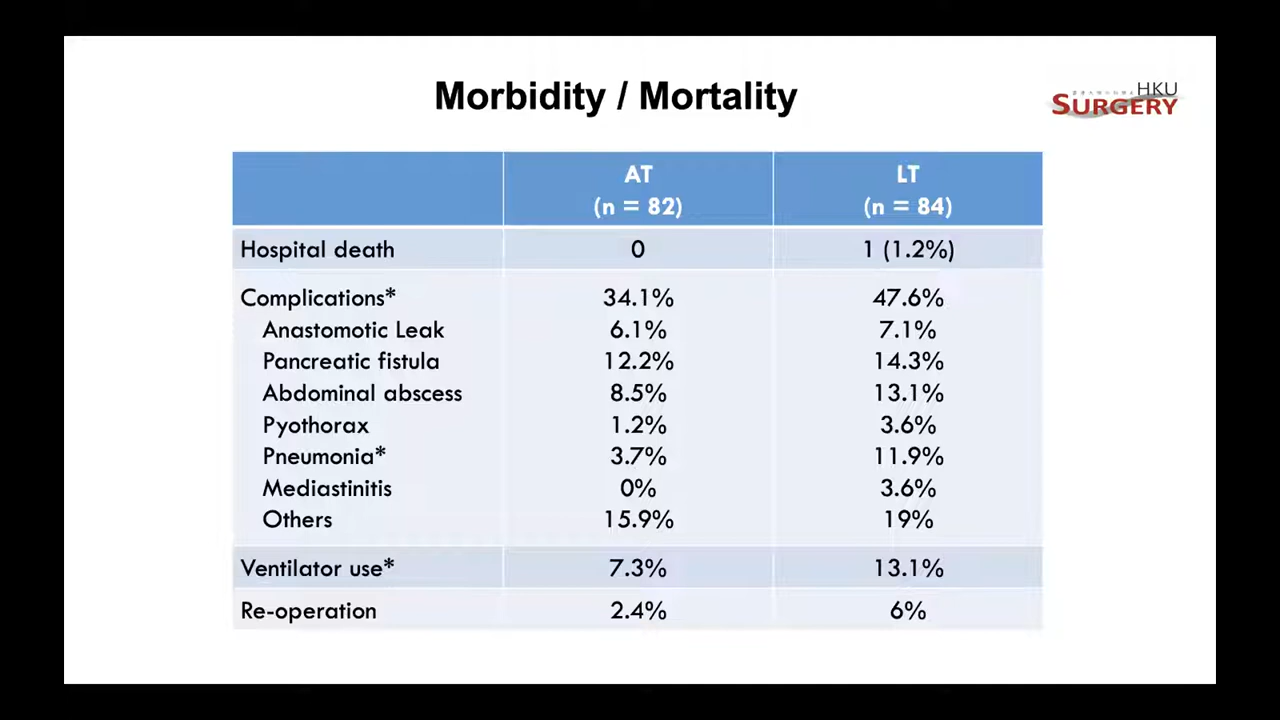 Morbidity / Mortality
HKU
SURGERY
AT LT
(n = 82) (n = 84)
Hospital death 0 1 (1.2%)
Complications* 34.1% 47.6%
Anastomotic Leak 6.1% 7.1%
Pancreatic fistula 12.2% 14.3%
Abdominal abscess 8.5% 13.1%
Pyothorax 1.2% 3.6%
Pneumonia* 3.7% 11.9%
Mediastinitis 0% 3.6%
Others 15.9% 19%
Ventilator use* 7.3% 13.1%
Re-operation 2.4% 6%